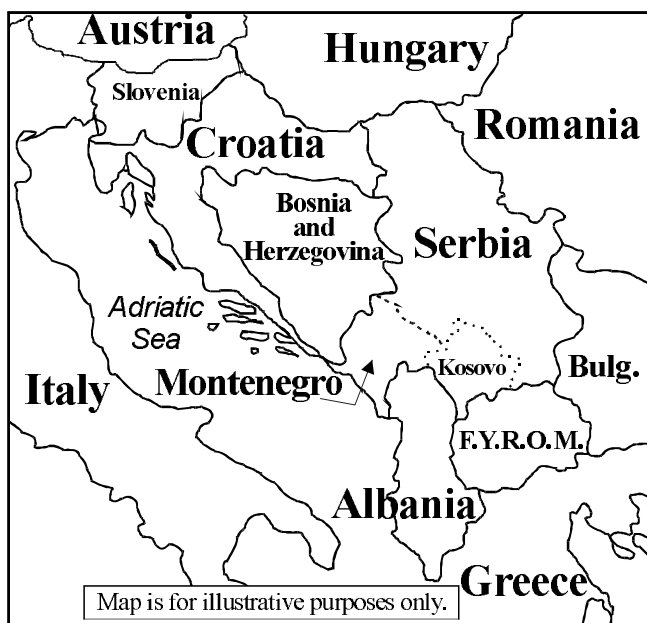 Austria
Hungary
Slovenia
Romania
Croatia
Bosnia
and
Herzegovina
Serbia
Adriatic
Sea
Kosovo
Bulg.
Italy
Montenegro
F.Y.R.O.M.
Albania
Greece
Map is for illustrative purposes only.